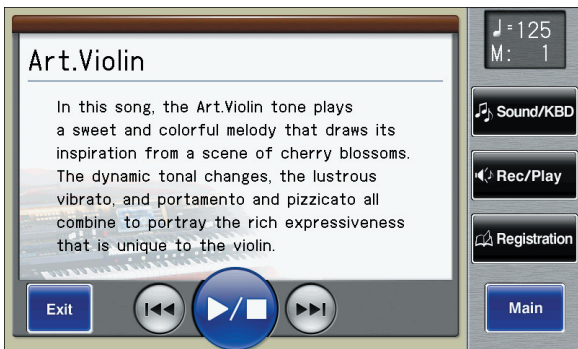 Art.Violin
In this song, the Art.Violin tone plays
a sweet and colorful melody that draws its
inspiration from a scene of cherry blossoms.
The dynamic tonal changes, the lustrous
vibrato, and portamento and pizzicato all
combine to portray the rich expressiveness
that is unique to the violin.
Exit
♩=125
M: 1
Sound/KBD
Rec/Play
Registration
Main